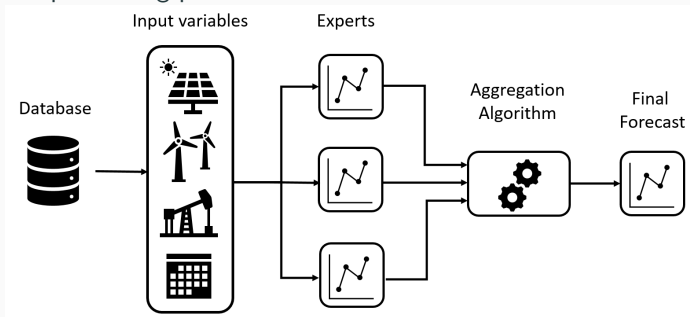 Input variables
Experts
Database
Aggregation
Algorithm
Final
Forecast